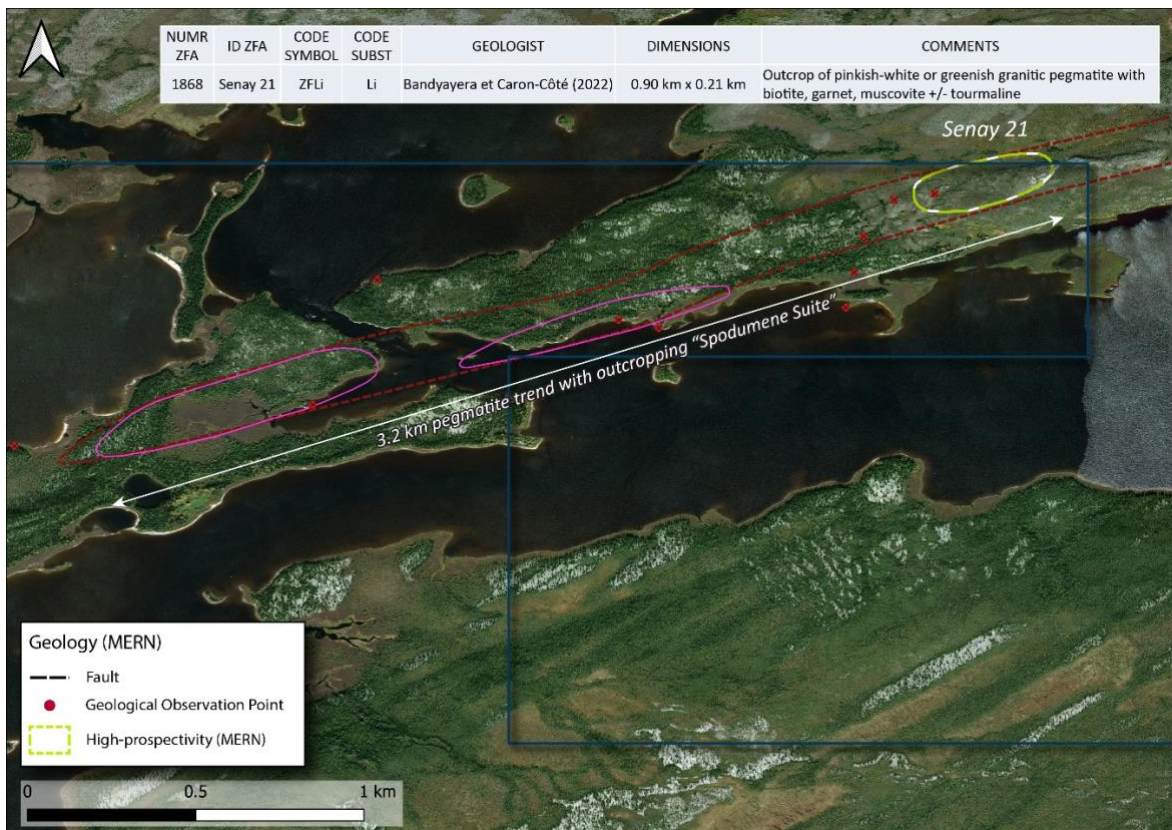 NUMR ZFA ID ZFA CODE SYMBOL CODE SUBST GEOLOGIST DIMENSIONS COMMENTS
1868 Senay 21 ZFLi Li Bandyayera et Caron-Côté (2022) 0.90 km x 0.21 km Outcrop of pinkish-white or greenish granitic pegmatite with
biotite, garnet, muscovite +/- tourmaline
Senay 21
3.2 km pegmatite trend with outcropping “Spodumene Suite”
Geology (MERN)
Fault
Geological Observation Point
High-prospectivity (MERN)
0 0.5 1 km